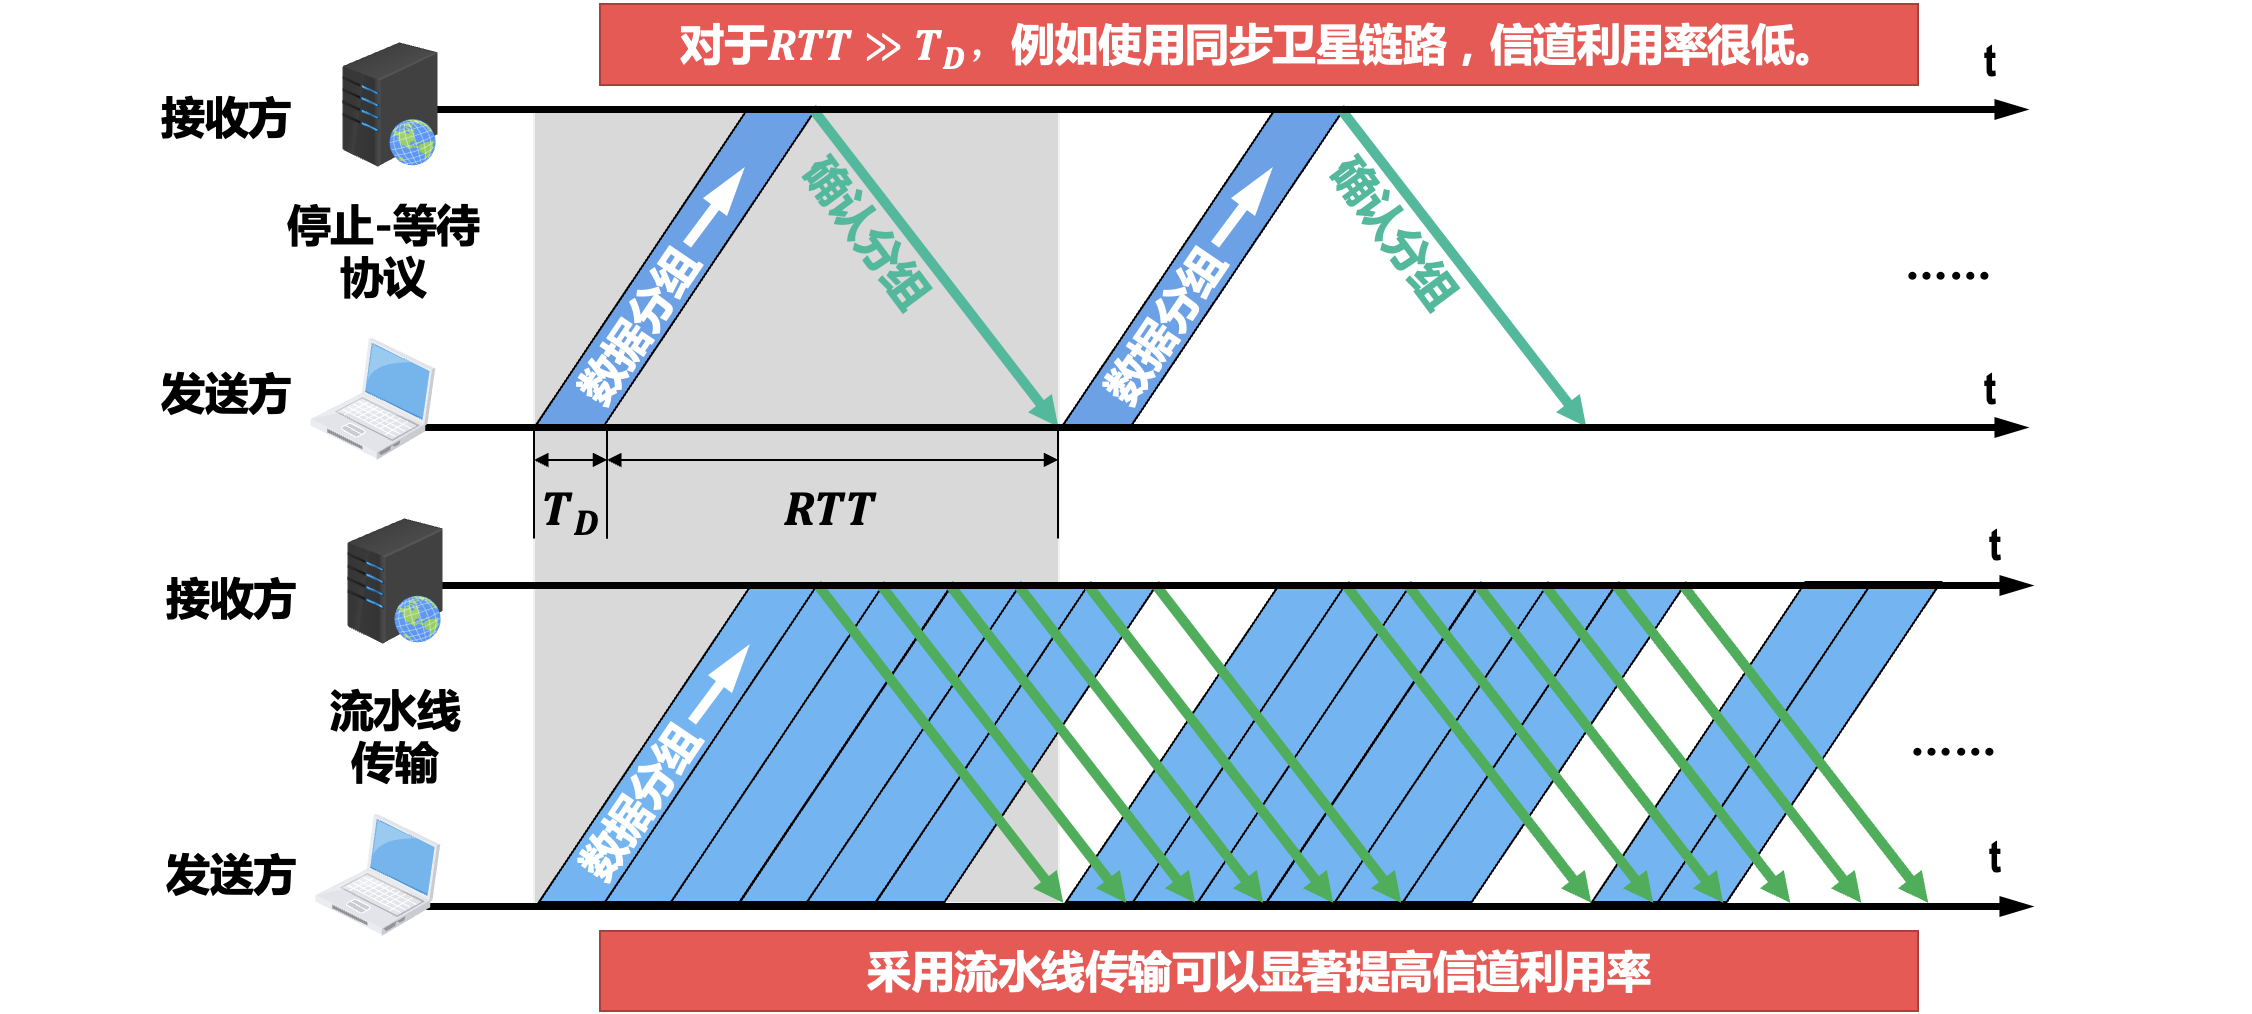 对于RTT ≫ T_D，例如使用同步卫星链路，信道利用率很低。
t
接收方
确认分组
确认分组
数据分组
数据分组
停止-等待
协议
……
发送方
t
T_D
RTT
t
接收方
数据分组
流水线
传输
……
发送方
t
采用流水线传输可以显著提高信道利用率